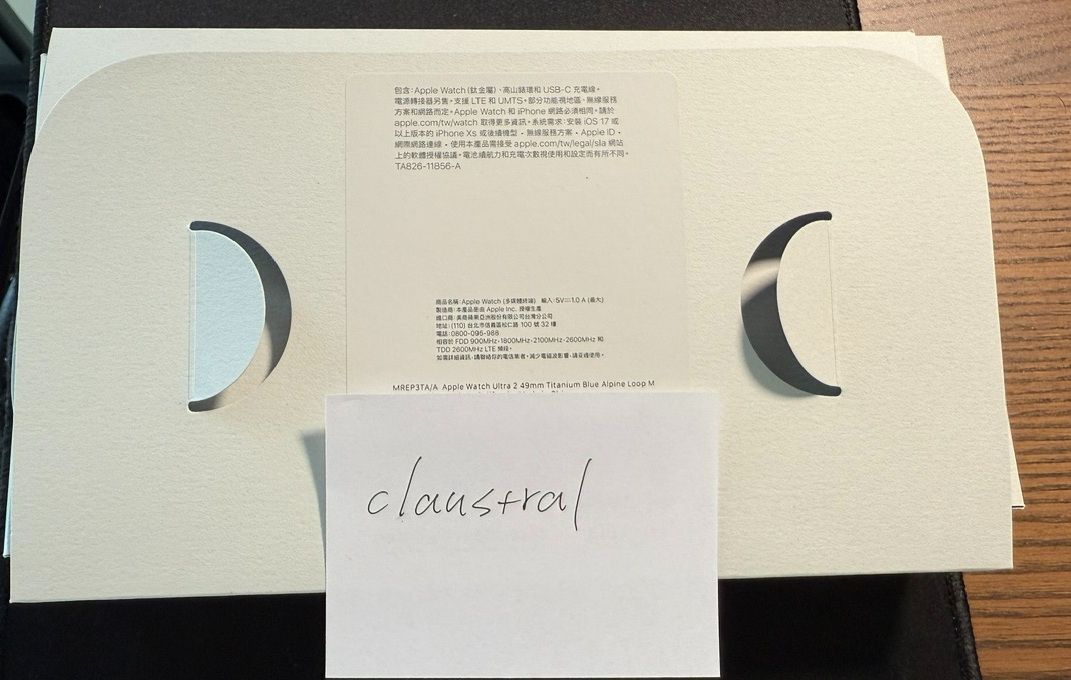 包含：Apple Watch（鈦金屬）、高山錶環和 USB-C 充電線。
電源轉接器另售。支援 LTE 和 UMTS。部分功能視地區、無線服務
方案和網路而定。Apple Watch 和 iPhone 網路必須相同。請於
apple.com/tw/watch 取得更多資訊。系統需求：安裝 iOS 17 或
以上版本的 iPhone Xs 或後續機型，無線服務方案，Apple ID，
網際網路連線，使用本產品需接受 apple.com/tw/legal/sla 網站
上的軟體授權協議。電池續航力和充電次數視使用和設定而有所不同。
TA826-11856-A
商品名稱：Apple Watch（多媒體終端） 輸入：5V⎓1.0 A（最大）
製造商：本產品是由 Apple Inc. 授權生產
進口商：美商蘋果亞洲股份有限公司台灣分公司
地址：(110) 台北市信義區松仁路 100 號 32 樓
電話：0800-095-988
相容於 FDD 900MHz、1800MHz、2100MHz、2600MHz 和
TDD 2600MHz LTE 頻段。
如需詳細資訊，請聯絡你的電信業者。減少電磁波影響，請妥適使用。
MREP3TA/A Apple Watch Ultra 2 49mm Titanium Blue Alpine Loop M
claustral